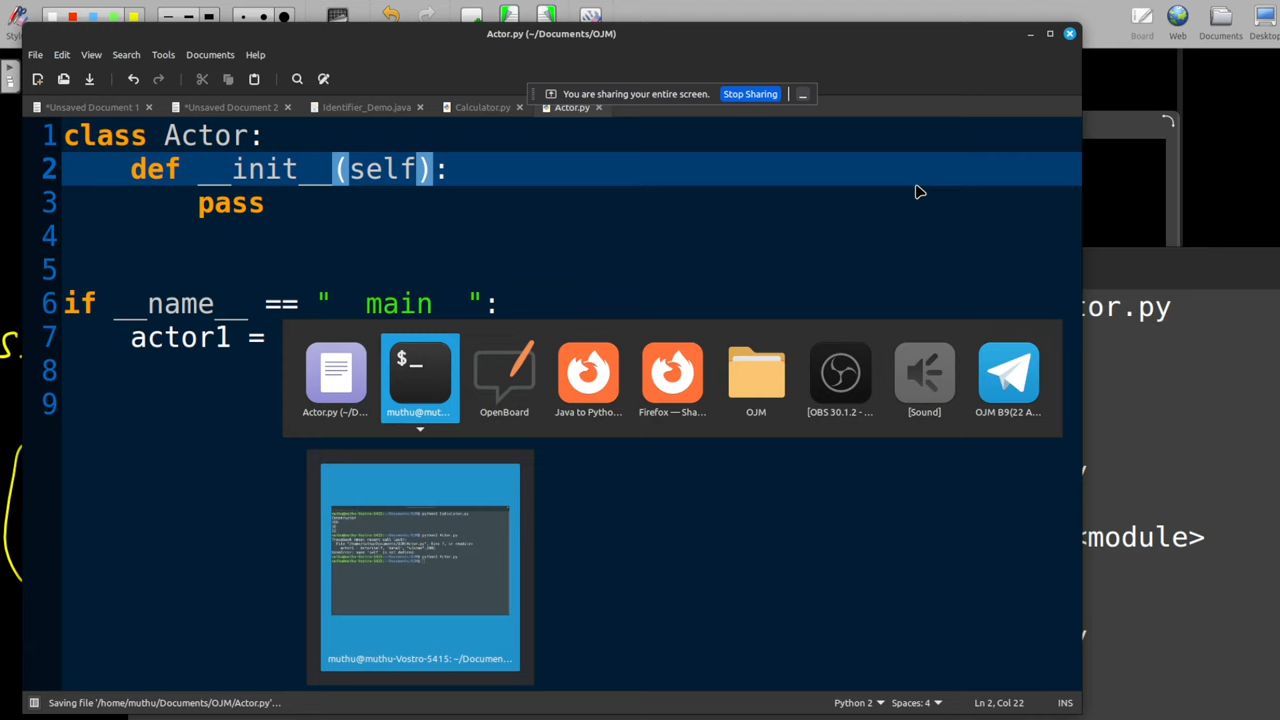 Actor.py (~/Documents/OJM)
Board
Web
Documents
File Edit View Search Tools Documents Help
You are sharing your entire screen. Stop Sharing
*Unsaved Document 1 *Unsaved Document 2 Identifier_Demo.java Calculator.py Actor.py
1 class Actor:
2 def __init__(self):
3 pass
4
5
6 if __name__ == "__main__":
7 actor1 =
8
9
tor.py
<module>
$_
Actor.py (~/D...
muthu@mut...
OpenBoard
Java to Pytho...
Firefox — Sha...
OJM
[OBS 30.1.2 - ...
[Sound]
OJM B9(22 A...
muthu@muthu-Vostro-5415: ~/Documen...
Saving file '/home/muthu/Documents/OJM/Actor.py'...
Python 2 Spaces: 4 Ln 2, Col 22 INS